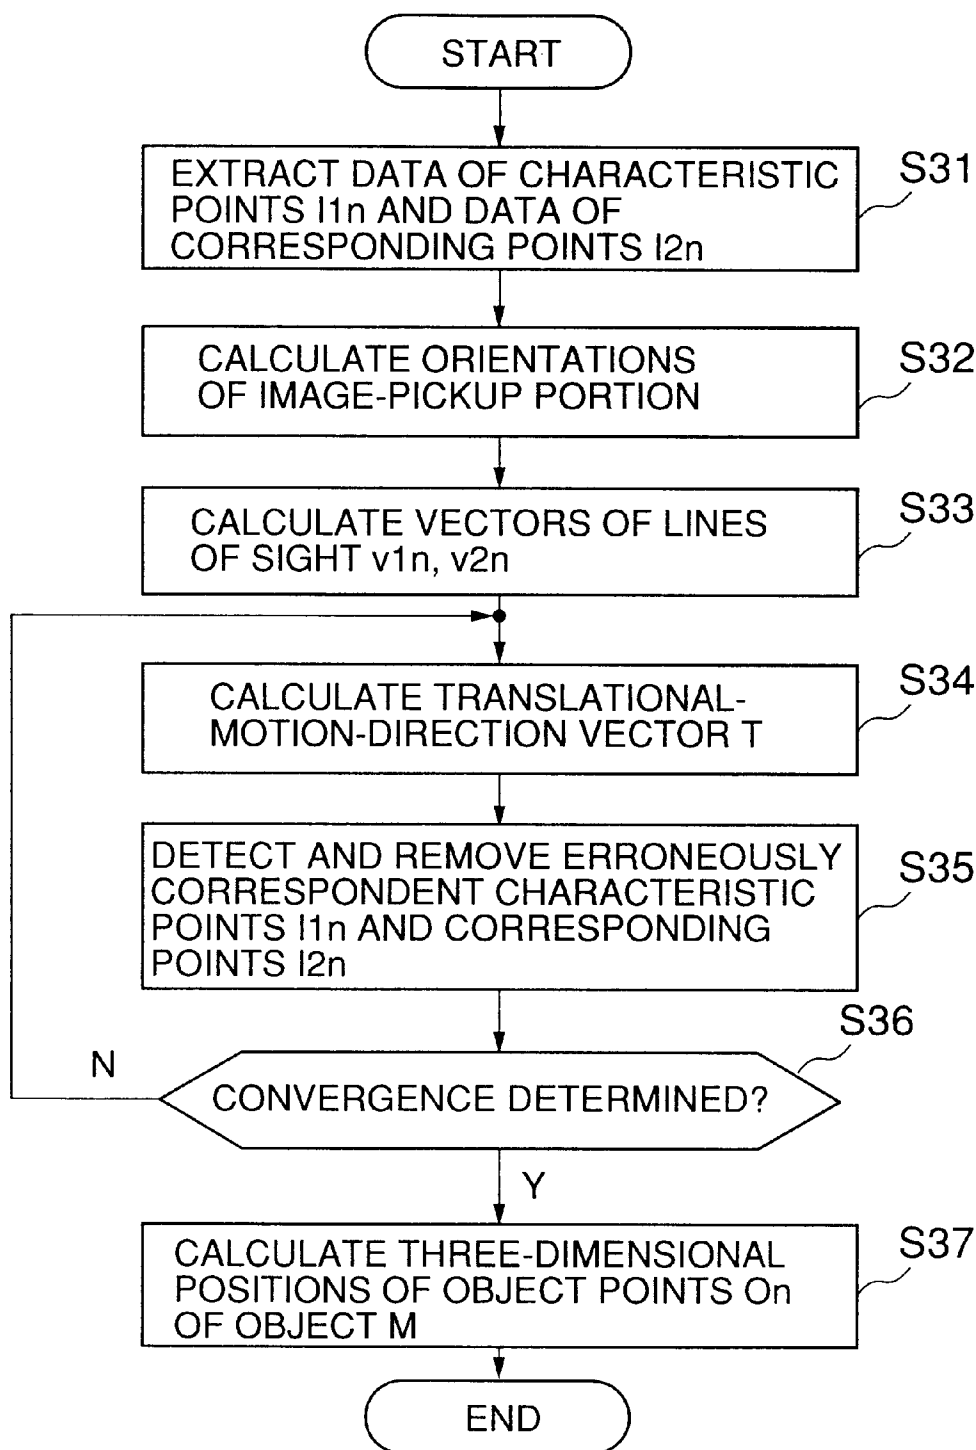 START
EXTRACT DATA OF CHARACTERISTIC
POINTS I1n AND DATA OF
CORRESPONDING POINTS I2n
S31
CALCULATE ORIENTATIONS
OF IMAGE-PICKUP PORTION
S32
CALCULATE VECTORS OF LINES
OF SIGHT v1n, v2n
S33
CALCULATE TRANSLATIONAL-
MOTION-DIRECTION VECTOR T
S34
DETECT AND REMOVE ERRONEOUSLY
CORRESPONDENT CHARACTERISTIC
POINTS I1n AND CORRESPONDING
POINTS I2n
S35
CONVERGENCE DETERMINED?
S36
N
Y
CALCULATE THREE-DIMENSIONAL
POSITIONS OF OBJECT POINTS On
OF OBJECT M
S37
END